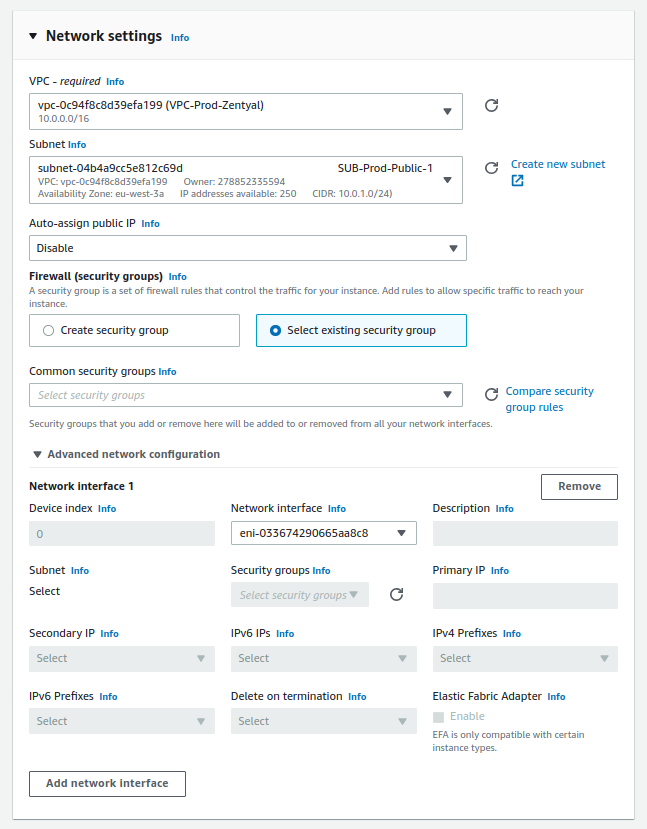 Network settings Info
VPC - required Info
vpc-0c94f8c8d39efa199 (VPC-Prod-Zentyal)
10.0.0.0/16
Subnet Info
subnet-04b4a9cc5e812c69d SUB-Prod-Public-1
VPC: vpc-0c94f8c8d39efa199 Owner: 278852335594
Availability Zone: eu-west-3a IP addresses available: 250 CIDR: 10.0.1.0/24)
Create new subnet
Auto-assign public IP Info
Disable
Firewall (security groups) Info
A security group is a set of firewall rules that control the traffic for your instance. Add rules to allow specific traffic to reach your
instance.
Create security group
Select existing security group
Common security groups Info
Select security groups
Compare security
group rules
Security groups that you add or remove here will be added to or removed from all your network interfaces.
Advanced network configuration
Network interface 1
Remove
Device index Info
0
Network interface Info
eni-033674290665aa8c8
Description Info
Subnet Info
Select
Security groups Info
Select security groups
Primary IP Info
Secondary IP Info
Select
IPv6 IPs Info
Select
IPv4 Prefixes Info
Select
IPv6 Prefixes Info
Select
Delete on termination Info
Select
Elastic Fabric Adapter Info
Enable
EFA is only compatible with certain
instance types.
Add network interface